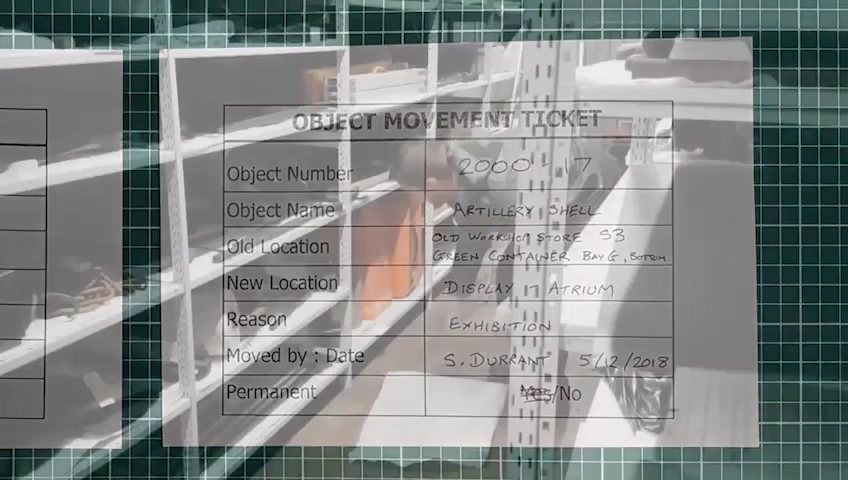 OBJECT MOVEMENT TICKET
Object Number 2000-17
Object Name ARTILLERY SHELL
Old Location OLD WORKSHOP STORE S3
GREEN CONTAINER BAY G, BOTTOM
New Location DISPLAY IN ATRIUM
Reason EXHIBITION
Moved by : Date S. DURRANT 5/12/2018
Permanent Yes/No